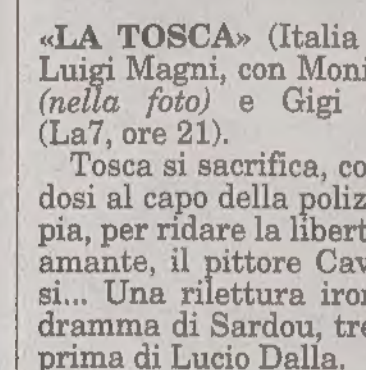 «LA TOSCA» (Italia
Luigi Magni, con Moni
(nella foto) e Gigi
(La7, ore 21).
Tosca si sacrifica, co
dosi al capo della poliz
pia, per ridare la libert
amante, il pittore Cav
si... Una rilettura iron
dramma di Sardou, tre
prima di Lucio Dalla.